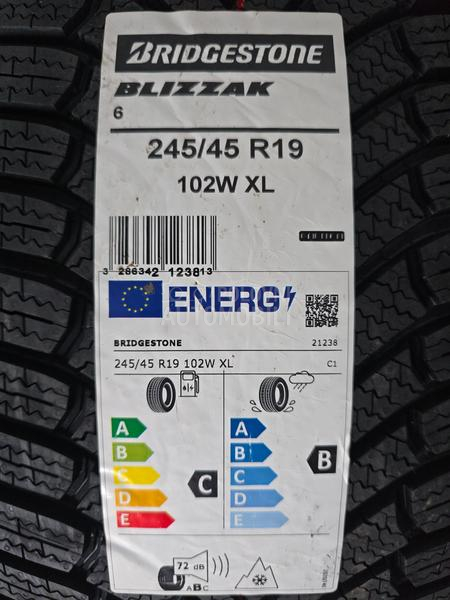 BRIDGESTONE
BLIZZAK
6
245/45 R19
102W XL
3 286342 123813
ENERG
AUTOMOBILI
BRIDGESTONE 21238
245/45 R19 102W XL C1
A A
B B
C C
D D
E E
C
B
72 dB
ABC